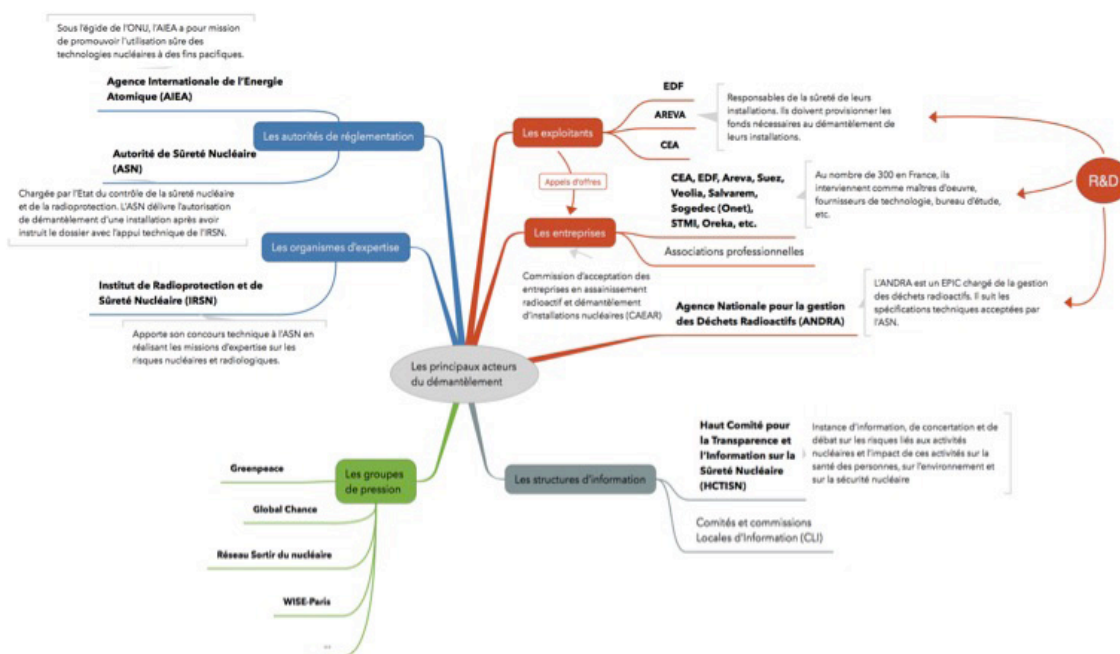 Sous l'égide de l'ONU, l'AIEA a pour mission
de promouvoir l'utilisation sûre des
technologies nucléaires à des fins pacifiques.
Agence Internationale de l'Energie
Atomique (AIEA)
Les autorités de réglementation
Autorité de Sûreté Nucléaire
(ASN)
Chargée par l'Etat du contrôle de la sûreté nucléaire
et de la radioprotection. L'ASN délivre l'autorisation
de démantèlement d'une installation après avoir
instruit le dossier avec l'appui technique de l'IRSN.
Les organismes d'expertise
Institut de Radioprotection et de
Sûreté Nucléaire (IRSN)
Apporte son concours technique à l'ASN en
réalisant les missions d'expertise sur les
risques nucléaires et radiologiques.
EDF
AREVA
CEA
Les exploitants
Responsables de la sûreté de leurs
installations. Ils doivent provisionner les
fonds nécessaires au démantèlement de
leurs installations.
R&D
Appels d'offres
CEA, EDF, Areva, Suez,
Veolia, Salvarem,
Sogedec (Onet),
STMI, Oreka, etc.
Au nombre de 300 en France, ils
interviennent comme maîtres d'oeuvre,
fournisseurs de technologie, bureau d'étude,
etc.
Les entreprises
Associations professionnelles
Commission d'acceptation des
entreprises en assainissement
radioactif et démantèlement
d'installations nucléaires (CAEAR)
Agence Nationale pour la gestion
des Déchets Radioactifs (ANDRA)
L'ANDRA est un EPIC chargé de la gestion
des déchets radioactifs. Il suit les
spécifications techniques acceptées par
l'ASN.
Les principaux acteurs
du démantèlement
Haut Comité pour
la Transparence et
l'Information sur la
Sûreté Nucléaire
(HCTISN)
Instance d'information, de concertation et de
débat sur les risques liés aux activités
nucléaires et l'impact de ces activités sur la
santé des personnes, sur l'environnement et
sur la sécurité nucléaire
Les structures d'information
Comités et commissions
Locales d'Information (CLI)
Les groupes
de pression
Greenpeace
Global Chance
Réseau Sortir du nucléaire
WISE-Paris